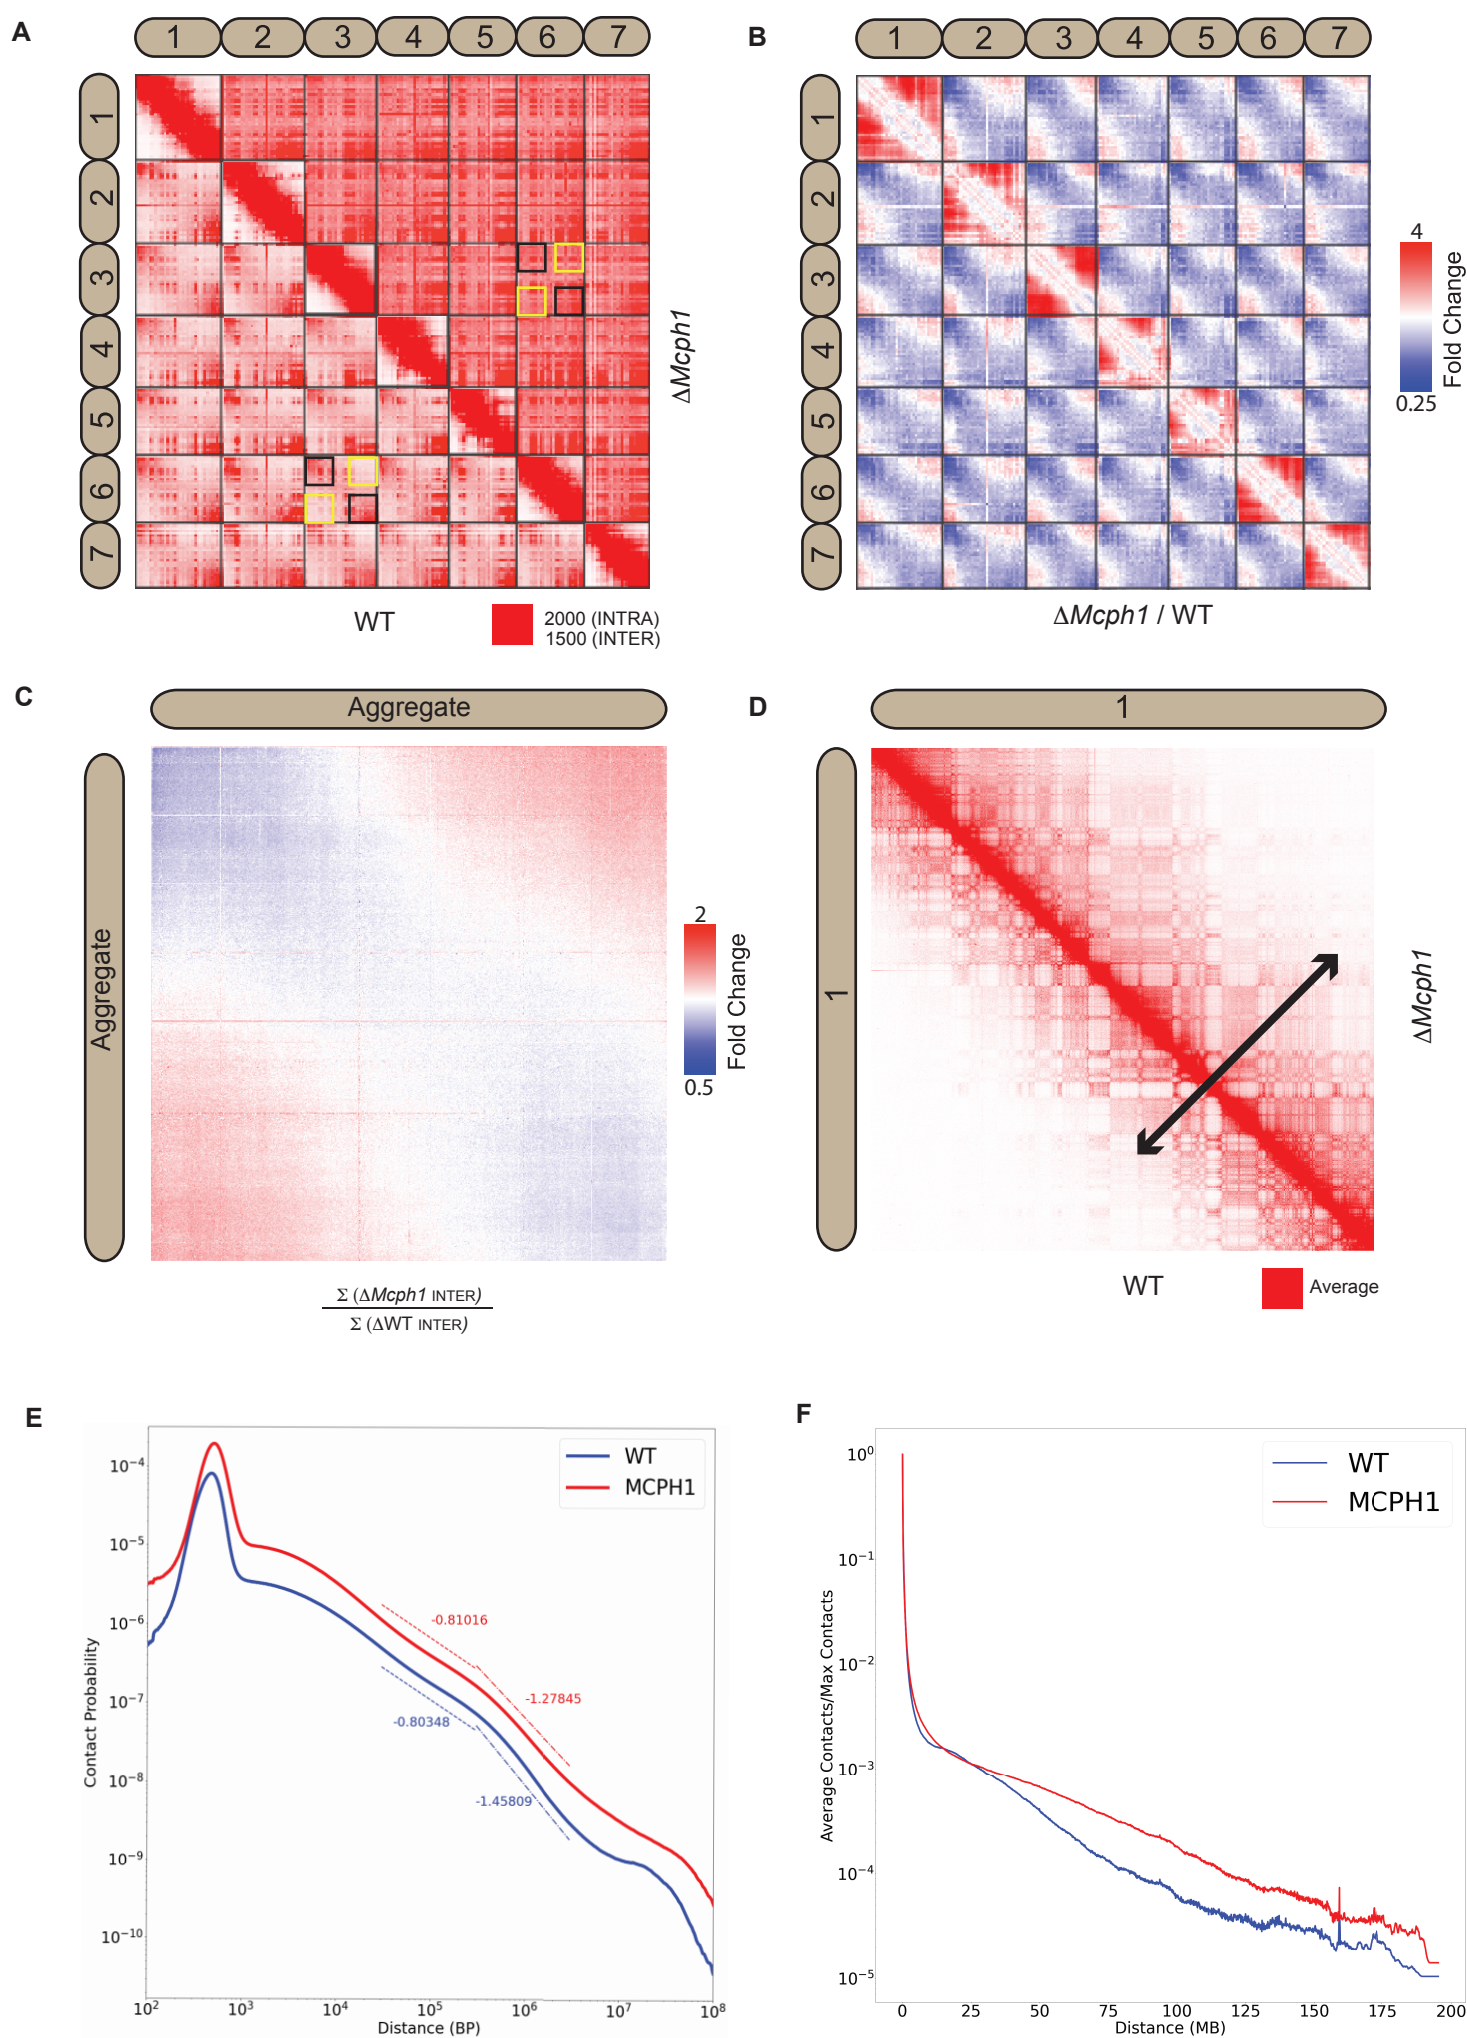 A
1 2 3 4 5 6 7
1
2
3
4
5
6
7
ΔMcph1
WT
2000 (INTRA)
1500 (INTER)
B
1 2 3 4 5 6 7
1
2
3
4
5
6
7
4
Fold Change
0.25
ΔMcph1 / WT
C
Aggregate
Aggregate
2
Fold Change
0.5
Σ (ΔMcph1 INTER)
Σ (ΔWT INTER)
D
1
1
ΔMcph1
WT
Average
E
WT
MCPH1
10⁻⁴
10⁻⁵
10⁻⁶
10⁻⁷
10⁻⁸
10⁻⁹
10⁻¹⁰
Contact Probability
-0.81016
-1.27845
-0.80348
-1.45809
10² 10³ 10⁴ 10⁵ 10⁶ 10⁷ 10⁸
Distance (BP)
F
WT
MCPH1
10⁰
10⁻¹
10⁻²
10⁻³
10⁻⁴
10⁻⁵
Average Contacts/Max Contacts
0 25 50 75 100 125 150 175 200
Distance (MB)